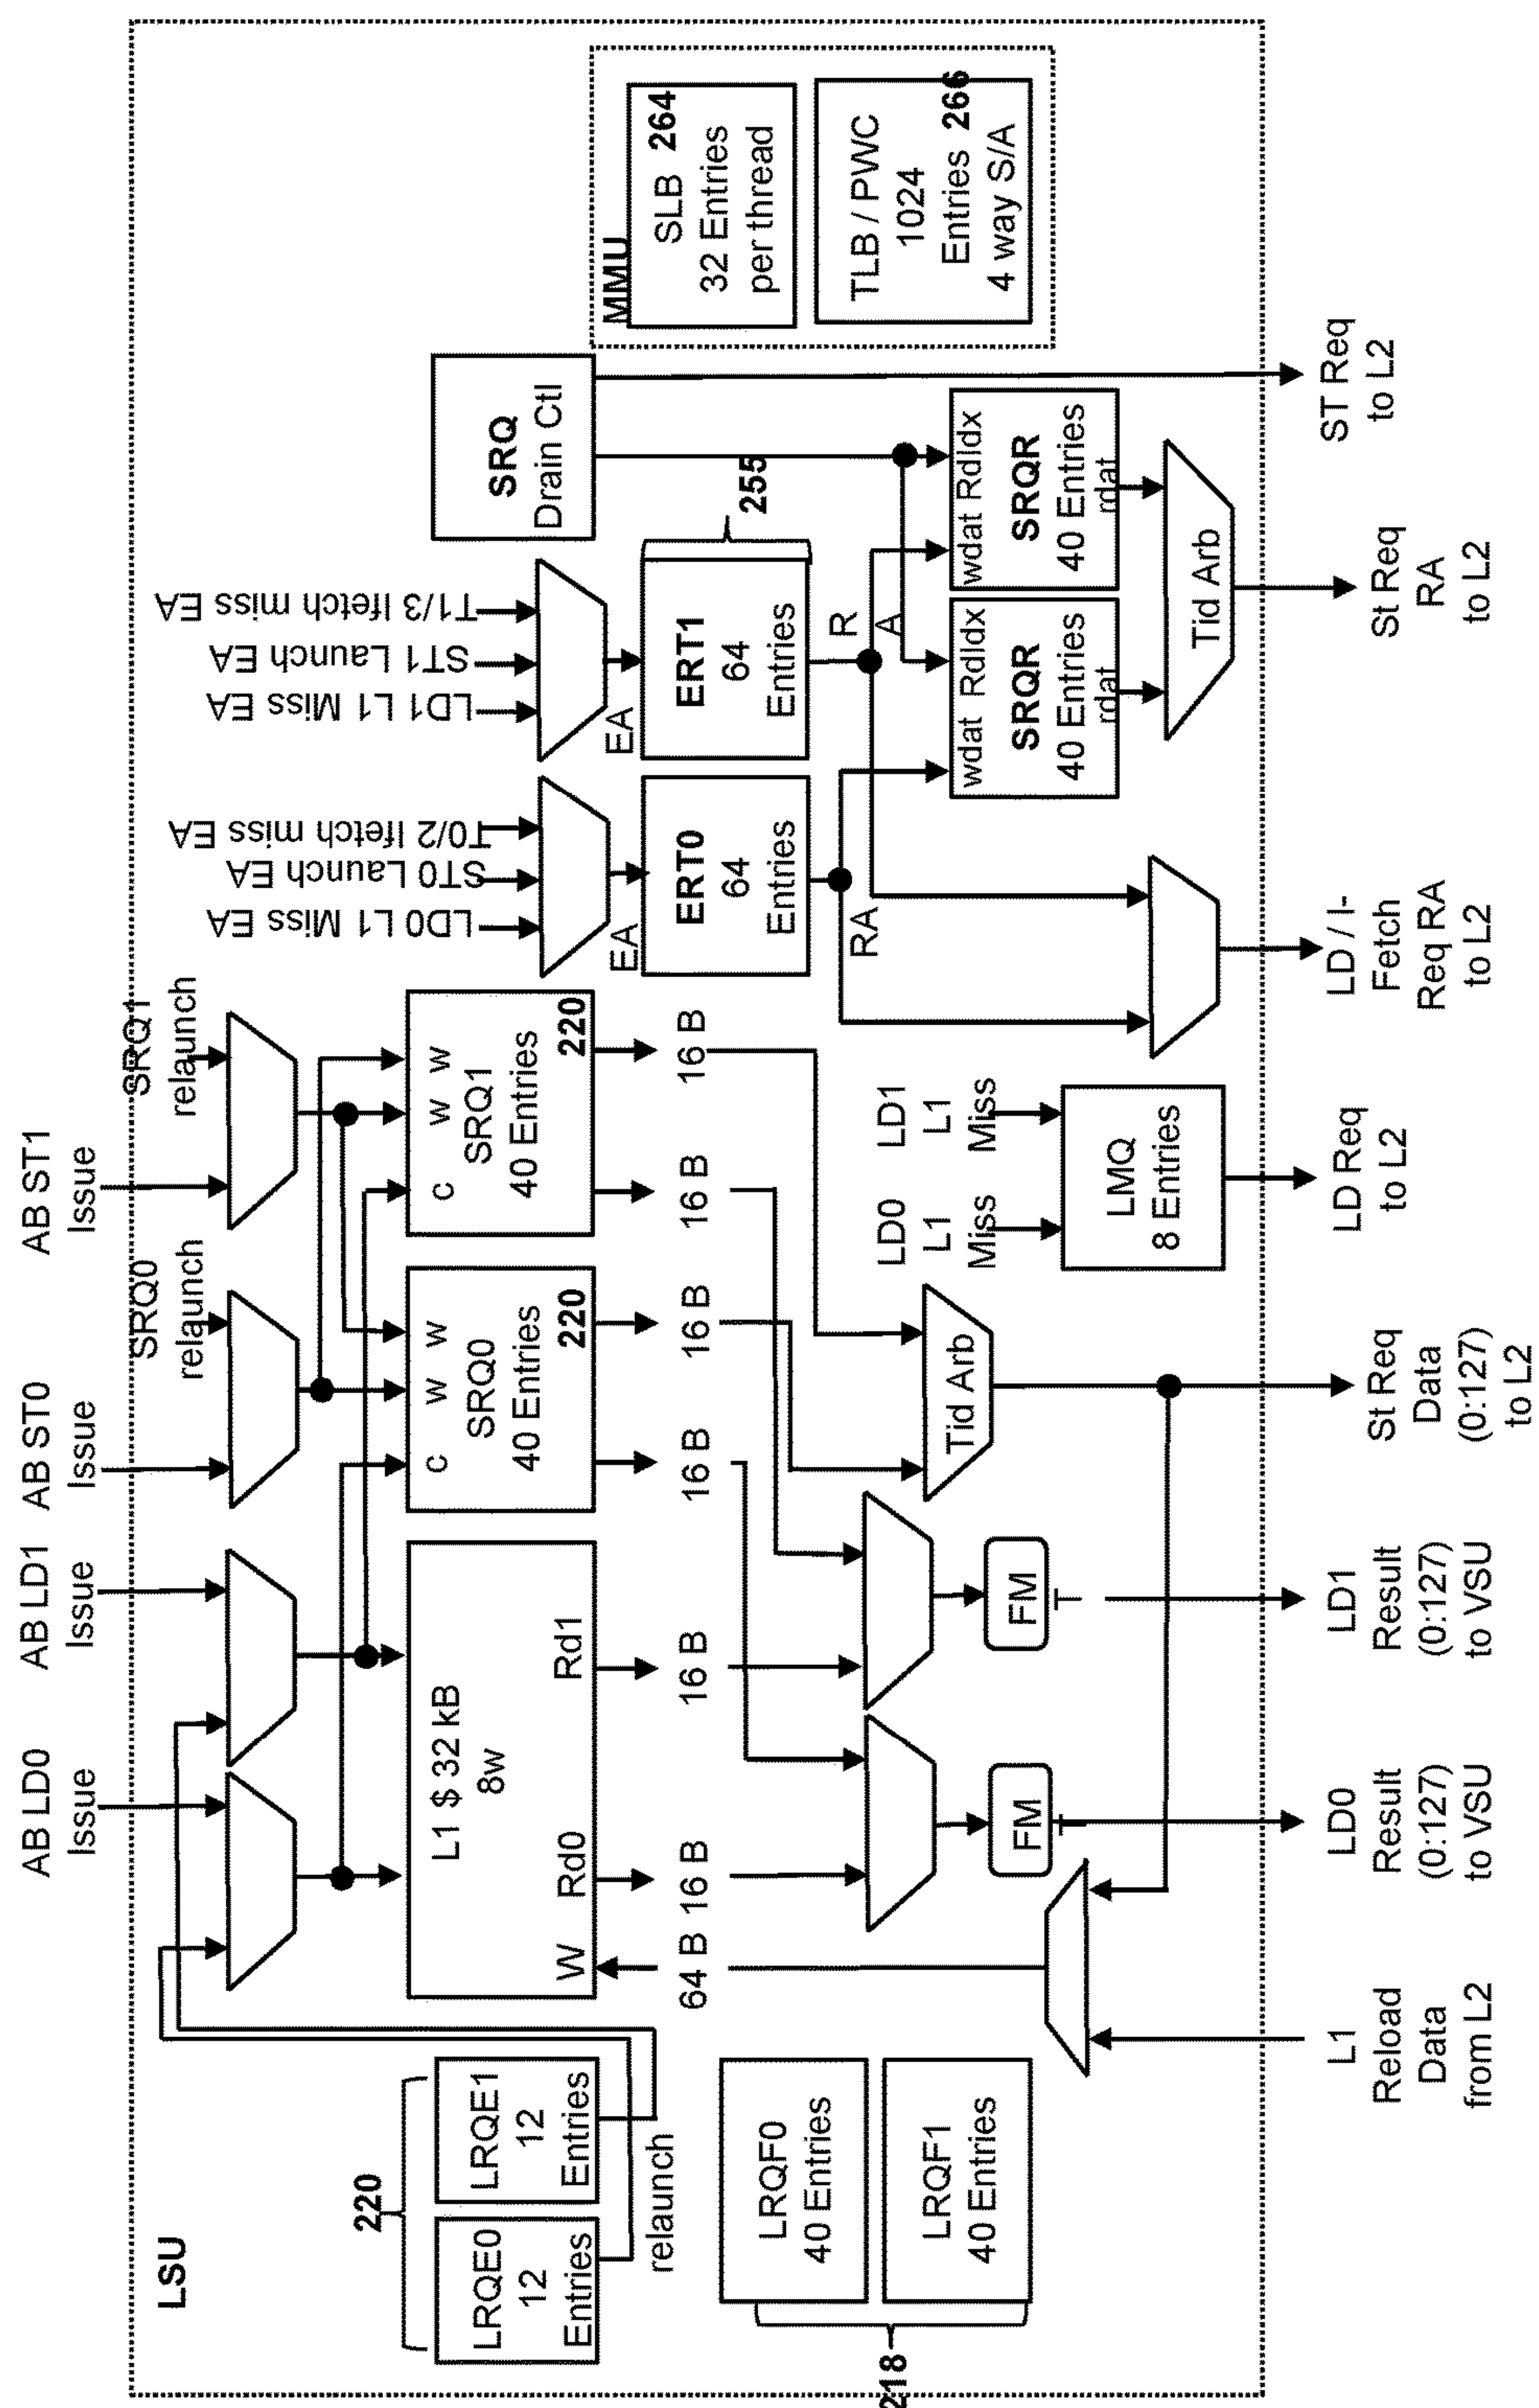 LSU
AB LD0
Issue
AB LD1
Issue
AB ST0
Issue
AB ST1
Issue
SRQ0
relaunch
SRQ1
relaunch
220
LRQE0
12
Entries
LRQE1
12
Entries
relaunch
L1 $ 32 kB
8w
W
Rd0
Rd1
c
w
w
SRQ0
40 Entries
220
c
w
w
SRQ1
40 Entries
220
64 B
16 B
16 B
16 B
16 B
16 B
16 B
LD0 L1 Miss EA
ST0 Launch EA
T0/2 Ifetch miss EA
LD1 L1 Miss EA
ST1 Launch EA
T1/3 Ifetch miss EA
EA
EA
ERT0
64
Entries
ERT1
64
Entries
255
RA
R
A
SRQ
Drain Ctl
MMU
SLB 264
32 Entries
per thread
TLB / PWC
1024
Entries 266
4 way S/A
218
LRQF0
40 Entries
LRQF1
40 Entries
FM
FM
Tid Arb
LD0
L1
Miss
LD1
L1
Miss
LMQ
8 Entries
wdat RdIdx
SRQR
40 Entries
rdat
wdat RdIdx
SRQR
40 Entries
rdat
Tid Arb
L1
Reload
Data
from L2
LD0
Result
(0:127)
to VSU
LD1
Result
(0:127)
to VSU
St Req
Data
(0:127)
to L2
LD Req
to L2
LD / I-
Fetch
Req RA
to L2
St Req
RA
to L2
ST Req
to L2